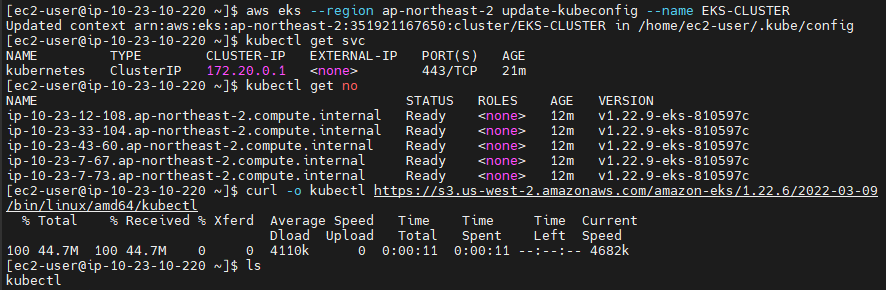 [ec2-user@ip-10-23-10-220 ~]$ aws eks --region ap-northeast-2 update-kubeconfig --name EKS-CLUSTER
Updated context arn:aws:eks:ap-northeast-2:351921167650:cluster/EKS-CLUSTER in /home/ec2-user/.kube/config
[ec2-user@ip-10-23-10-220 ~]$ kubectl get svc
NAME TYPE CLUSTER-IP EXTERNAL-IP PORT(S) AGE
kubernetes ClusterIP 172.20.0.1 <none> 443/TCP 21m
[ec2-user@ip-10-23-10-220 ~]$ kubectl get no
NAME STATUS ROLES AGE VERSION
ip-10-23-12-108.ap-northeast-2.compute.internal Ready <none> 12m v1.22.9-eks-810597c
ip-10-23-33-104.ap-northeast-2.compute.internal Ready <none> 12m v1.22.9-eks-810597c
ip-10-23-43-60.ap-northeast-2.compute.internal Ready <none> 12m v1.22.9-eks-810597c
ip-10-23-7-67.ap-northeast-2.compute.internal Ready <none> 12m v1.22.9-eks-810597c
ip-10-23-7-73.ap-northeast-2.compute.internal Ready <none> 12m v1.22.9-eks-810597c
[ec2-user@ip-10-23-10-220 ~]$ curl -o kubectl https://s3.us-west-2.amazonaws.com/amazon-eks/1.22.6/2022-03-09
/bin/linux/amd64/kubectl
% Total % Received % Xferd Average Speed Time Time Time Current
Dload Upload Total Spent Left Speed
100 44.7M 100 44.7M 0 0 4110k 0 0:00:11 0:00:11 --:--:-- 4682k
[ec2-user@ip-10-23-10-220 ~]$ ls
kubectl